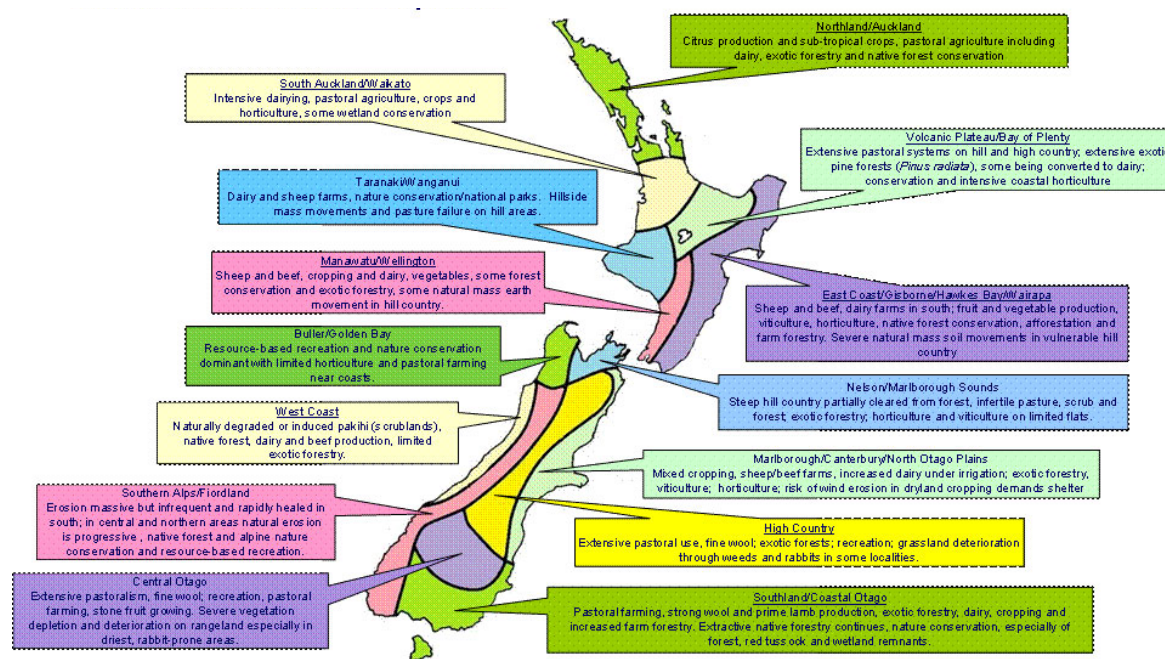 Northland/Auckland
Citrus production and sub-tropical crops, pastoral agriculture including
dairy, exotic forestry and native forest conservation
South Auckland/Waikato
Intensive dairying, pastoral agriculture, crops and
horticulture, some wetland conservation
Volcanic Plateau/Bay of Plenty
Extensive pastoral systems on hill and high country; extensive exotic
pine forests (Pinus radiata), some being converted to dairy;
conservation and intensive coastal horticulture
Taranaki/Wanganui
Dairy and sheep farms, nature conservation/national parks. Hillside
mass movements and pasture failure on hill areas.
Manawatu/Wellington
Sheep and beef, cropping and dairy, vegetables, some forest
conservation and exotic forestry, some natural mass earth
movement in hill country.
East Coast/Gisborne/Hawkes Bay/Wairapa
Sheep and beef, dairy farms in south; fruit and vegetable production,
viticulture, horticulture, native forest conservation, afforestation and
farm forestry. Severe natural mass soil movements in vulnerable hill
country
Buller/Golden Bay
Resource-based recreation and nature conservation
dominant with limited horticulture and pastoral farming
near coasts.
Nelson/Marlborough Sounds
Steep hill country partially cleared from forest, infertile pasture, scrub and
forest; exotic forestry; horticulture and viticulture on limited flats.
West Coast
Naturally degraded or induced pakihi (scrublands),
native forest, dairy and beef production, limited
exotic forestry.
Marlborough/Canterbury/North Otago Plains
Mixed cropping, sheep/beef farms, increased dairy under irrigation; exotic forestry,
viticulture; horticulture; risk of wind erosion in dryland cropping demands shelter
Southern Alps/Fiordland
Erosion massive but infrequent and rapidly healed in
south; in central and northern areas natural erosion
is progressive , native forest and alpine nature
conservation and resource-based recreation.
High Country
Extensive pastoral use, fine wool; exotic forests; recreation; grassland deterioration
through weeds and rabbits in some localities.
Central Otago
Extensive pastoralism, fine wool; recreation, pastoral
farming, stone fruit growing. Severe vegetation
depletion and deterioration on rangeland especially in
driest, rabbit-prone areas.
Southland/Coastal Otago
Pastoral farming, strong wool and prime lamb production, exotic forestry, dairy, cropping and
increased farm forestry. Extractive native forestry continues, nature conservation, especially of
forest, red tussock and wetland remnants.